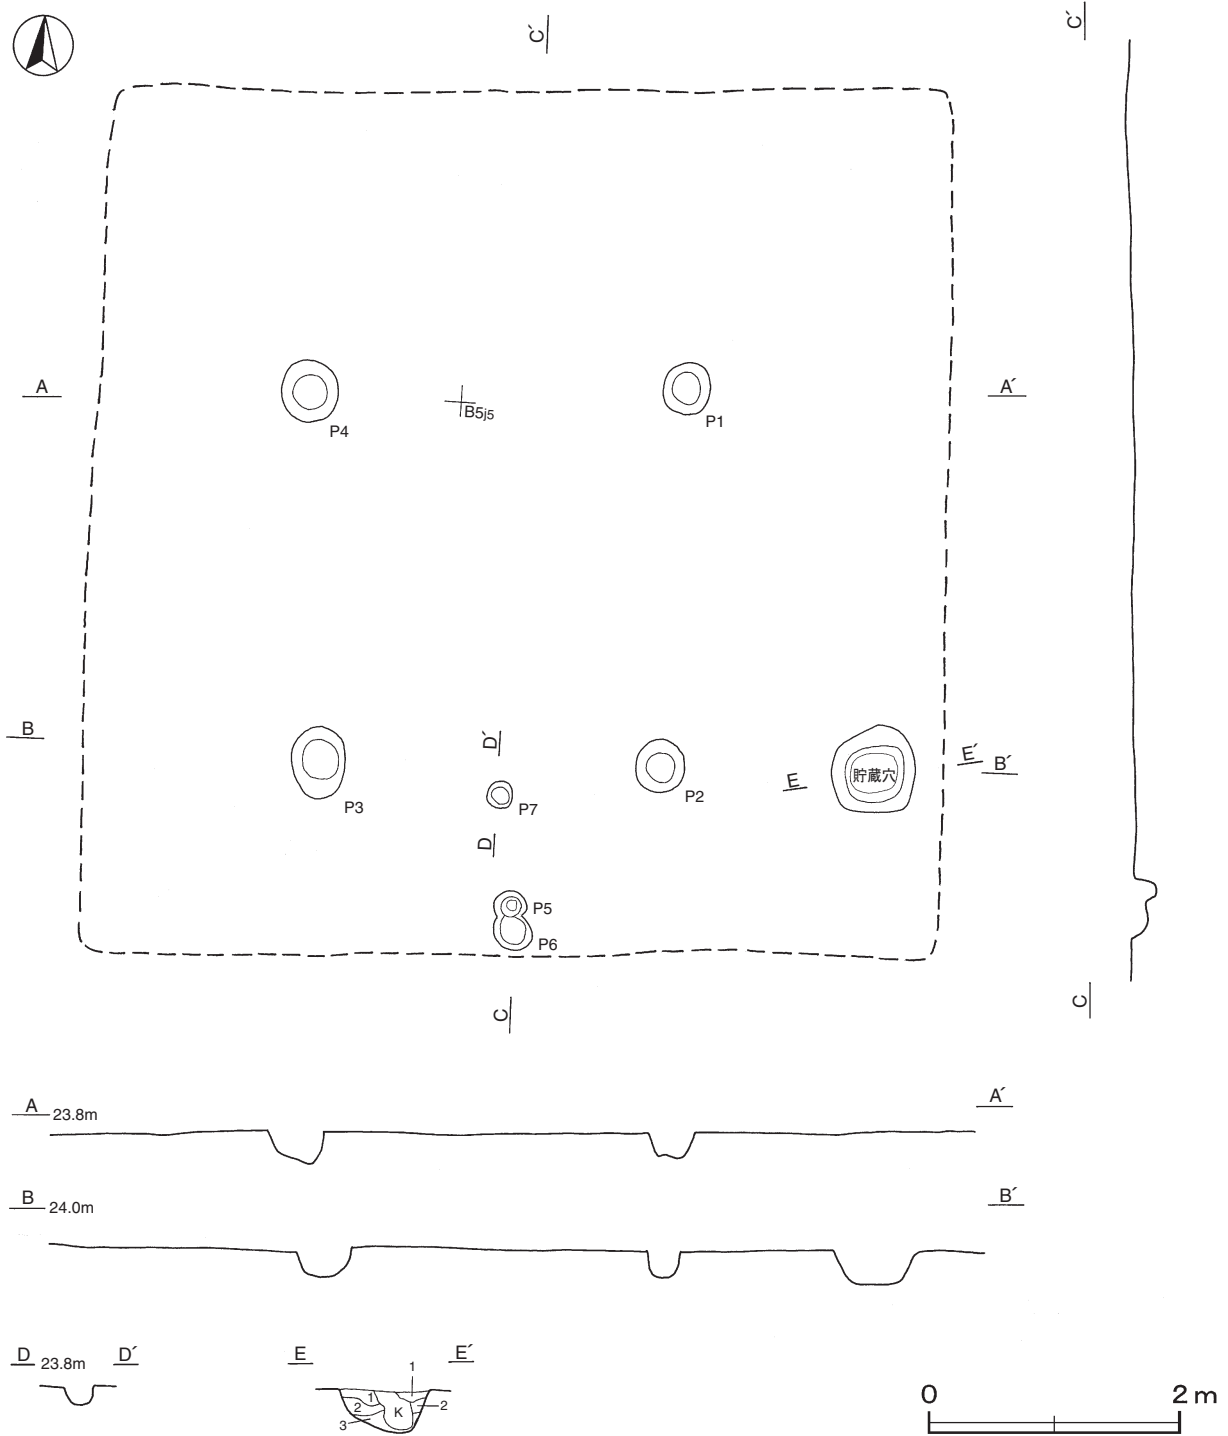 C´
C´
A
B5j5
A´
P4
P1
B
D´
E´
B´
貯蔵穴
E
P3
P7
P2
D
P5
P6
C
C
A 23.8m
A´
B 24.0m
B´
D 23.8m D´
E
E´
1
1
2
2
K
3
0 2 m